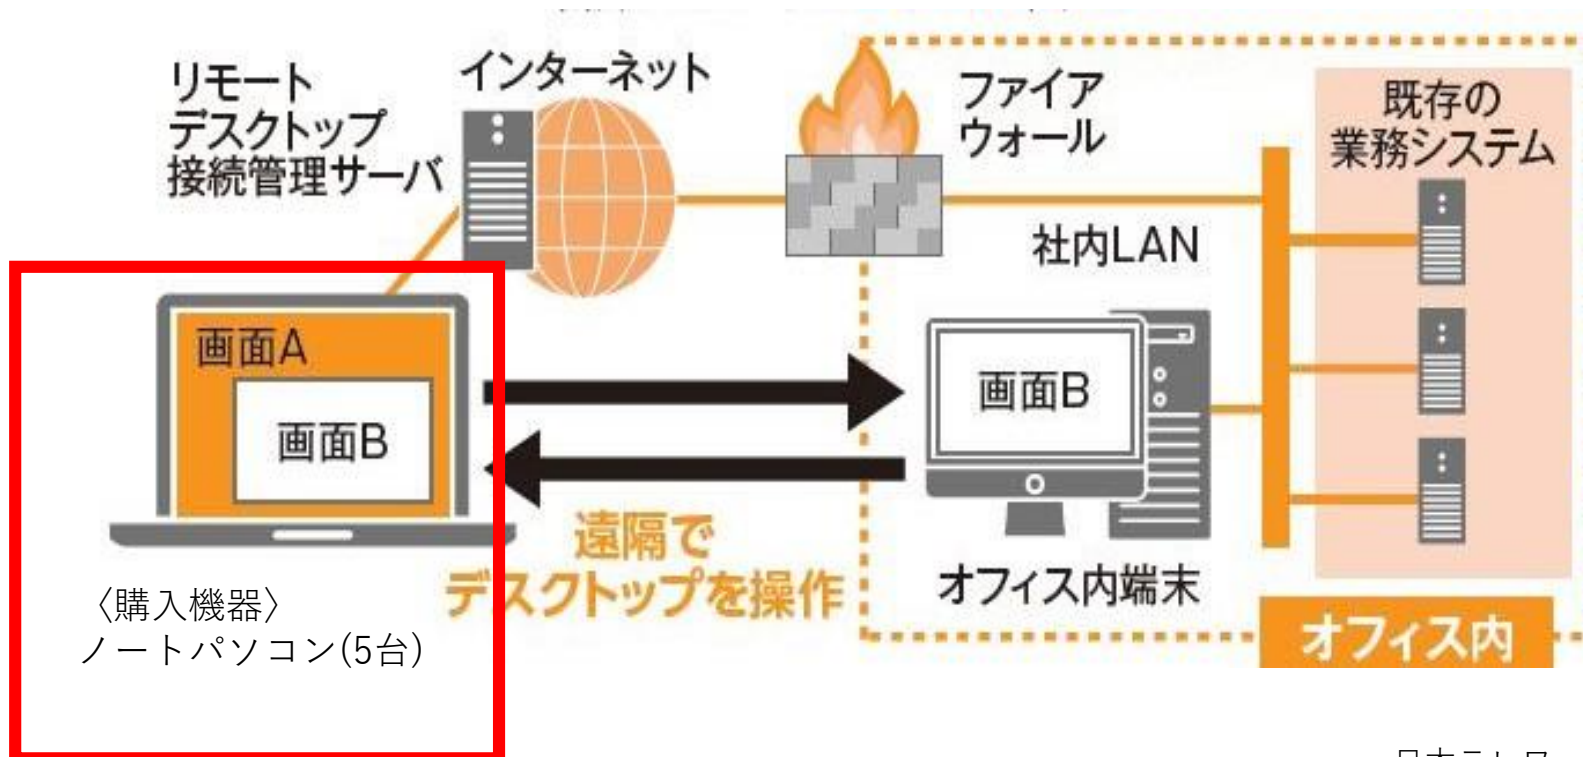 リモート
デスクトップ
接続管理サーバ
インターネット
ファイア
ウォール
既存の
業務システム
社内LAN
画面A
画面B
画面B
遠隔で
デスクトップを操作
オフィス内端末
〈購入機器〉
ノートパソコン(5台)
オフィス内